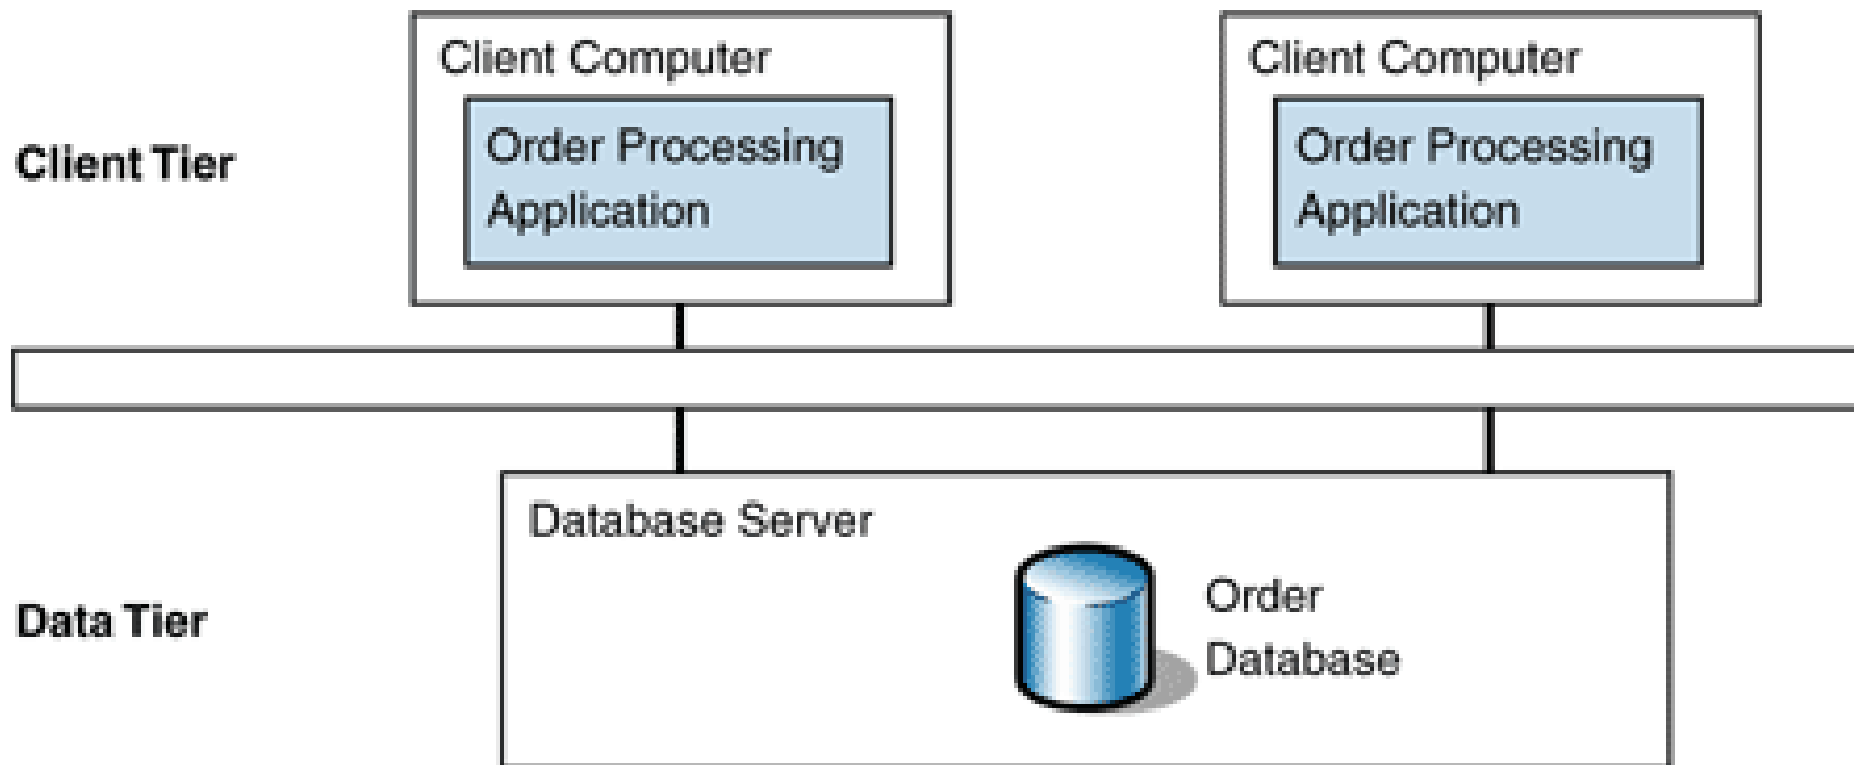 Client Computer
Client Computer
Client Tier
Order Processing
Application
Order Processing
Application
Database Server
Data Tier
Order
Database